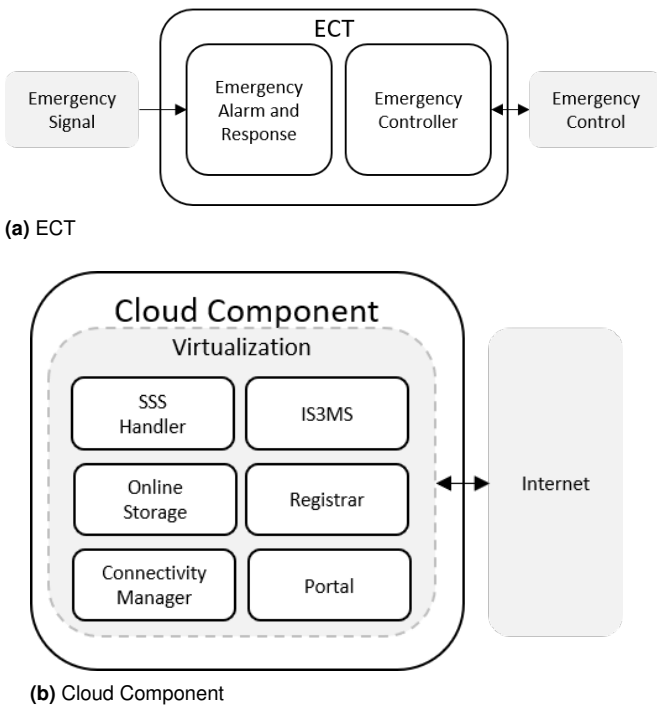 ECT
Emergency
Signal
Emergency
Alarm and
Response
Emergency
Controller
Emergency
Control
(a) ECT
Cloud Component
Virtualization
SSS
Handler
IS3MS
Online
Storage
Registrar
Connectivity
Manager
Portal
Internet
(b) Cloud Component